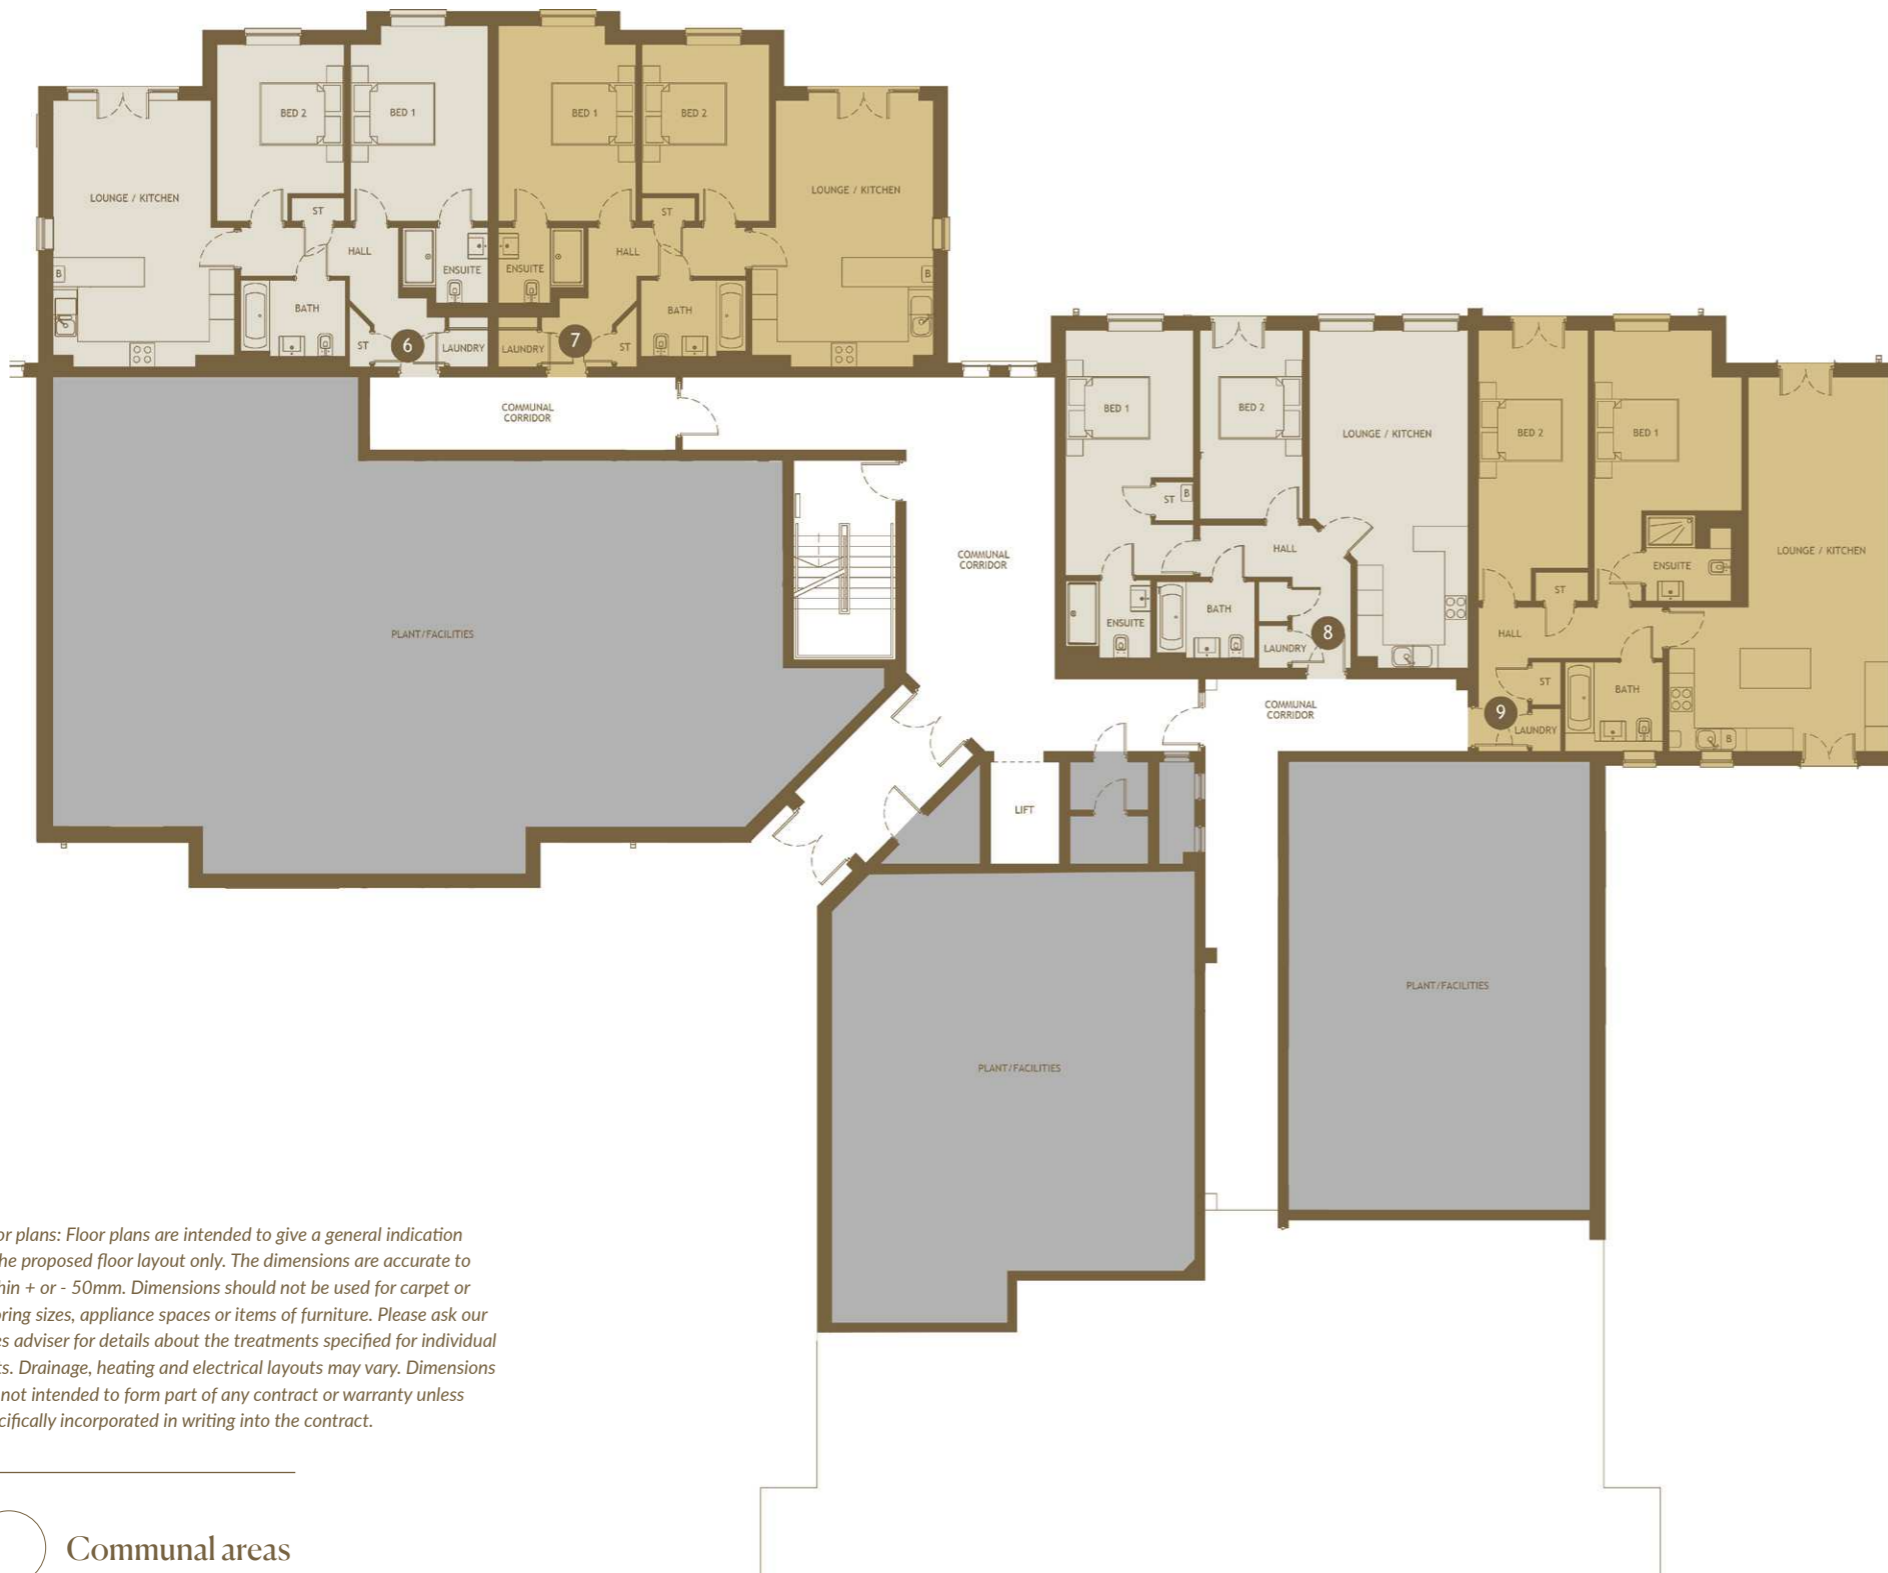 BED 2
BED 1
BED 1
BED 2
LOUNGE / KITCHEN
LOUNGE / KITCHEN
ST
ST
HALL
HALL
ENSUITE
ENSUITE
B
B
BATH
BATH
ST
6
LAUNDRY
LAUNDRY
7
ST
COMMUNAL
CORRIDOR
BED 1
BED 2
LOUNGE / KITCHEN
BED 2
BED 1
ST
B
COMMUNAL
CORRIDOR
HALL
LOUNGE / KITCHEN
ENSUITE
ST
BATH
ENSUITE
PLANT/FACILITIES
8
HALL
LAUNDRY
ST
BATH
COMMUNAL
CORRIDOR
9
LAUNDRY
B
LIFT
PLANT/FACILITIES
PLANT/FACILITIES
or plans: Floor plans are intended to give a general indication
he proposed floor layout only. The dimensions are accurate to
hin + or - 50mm. Dimensions should not be used for carpet or
oring sizes, appliance spaces or items of furniture. Please ask our
es adviser for details about the treatments specified for individual
ts. Drainage, heating and electrical layouts may vary. Dimensions
not intended to form part of any contract or warranty unless
cifically incorporated in writing into the contract.
Communal areas